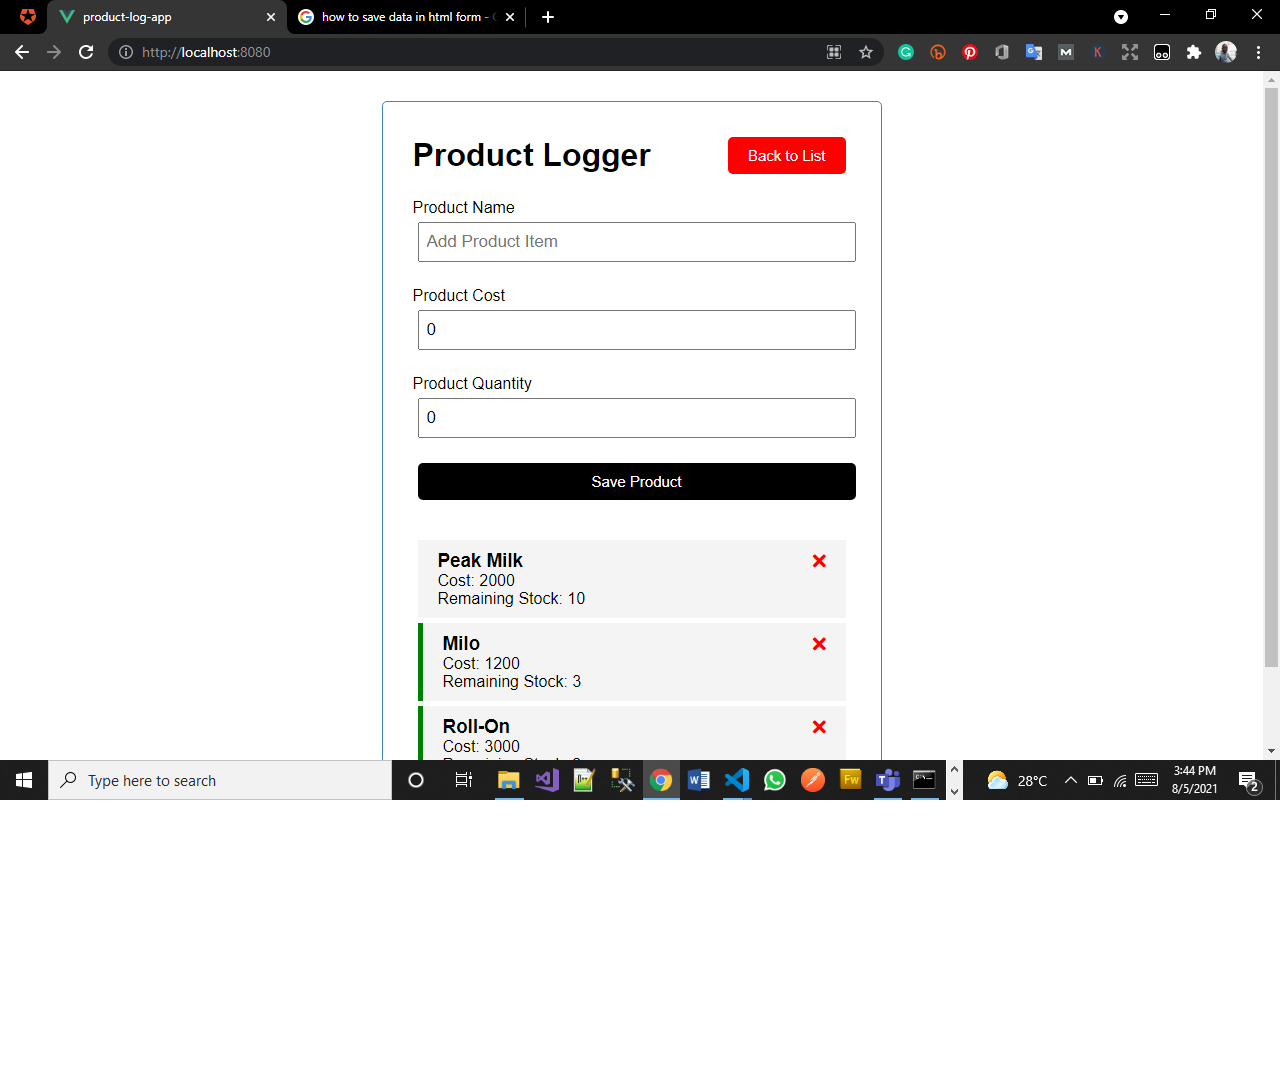 product-log-app
how to save data in html form -
http://localhost:8080
Product Logger
Back to List
Product Name
Add Product Item
Product Cost
0
Product Quantity
0
Save Product
Peak Milk
Cost: 2000
Remaining Stock: 10
Milo
Cost: 1200
Remaining Stock: 3
Roll-On
Cost: 3000
Type here to search
28°C
3:44 PM
8/5/2021
2